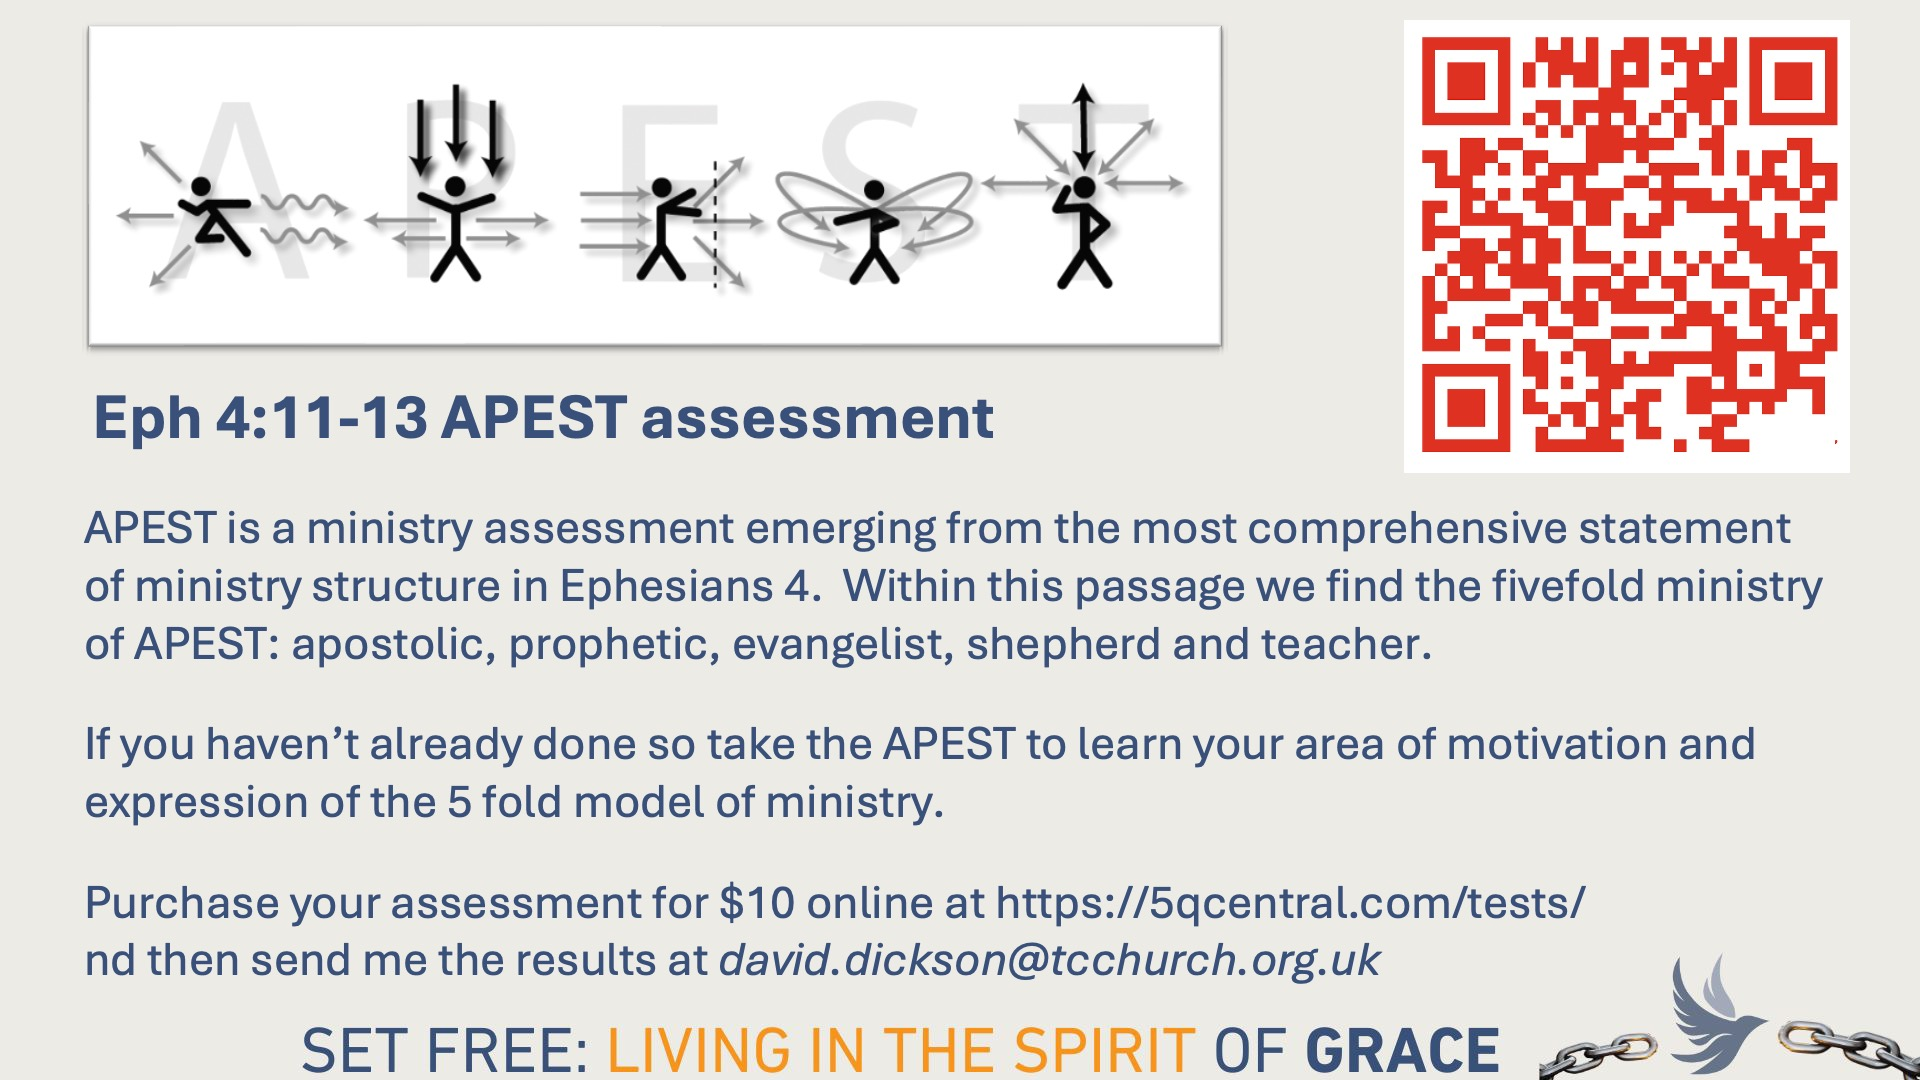 A P E S T
Eph 4:11-13 APEST assessment
APEST is a ministry assessment emerging from the most comprehensive statement
of ministry structure in Ephesians 4.  Within this passage we find the fivefold ministry
of APEST: apostolic, prophetic, evangelist, shepherd and teacher.
If you haven’t already done so take the APEST to learn your area of motivation and
expression of the 5 fold model of ministry.
Purchase your assessment for $10 online at https://5qcentral.com/tests/
nd then send me the results at david.dickson@tcchurch.org.uk
SET FREE: LIVING IN THE SPIRIT OF GRACE